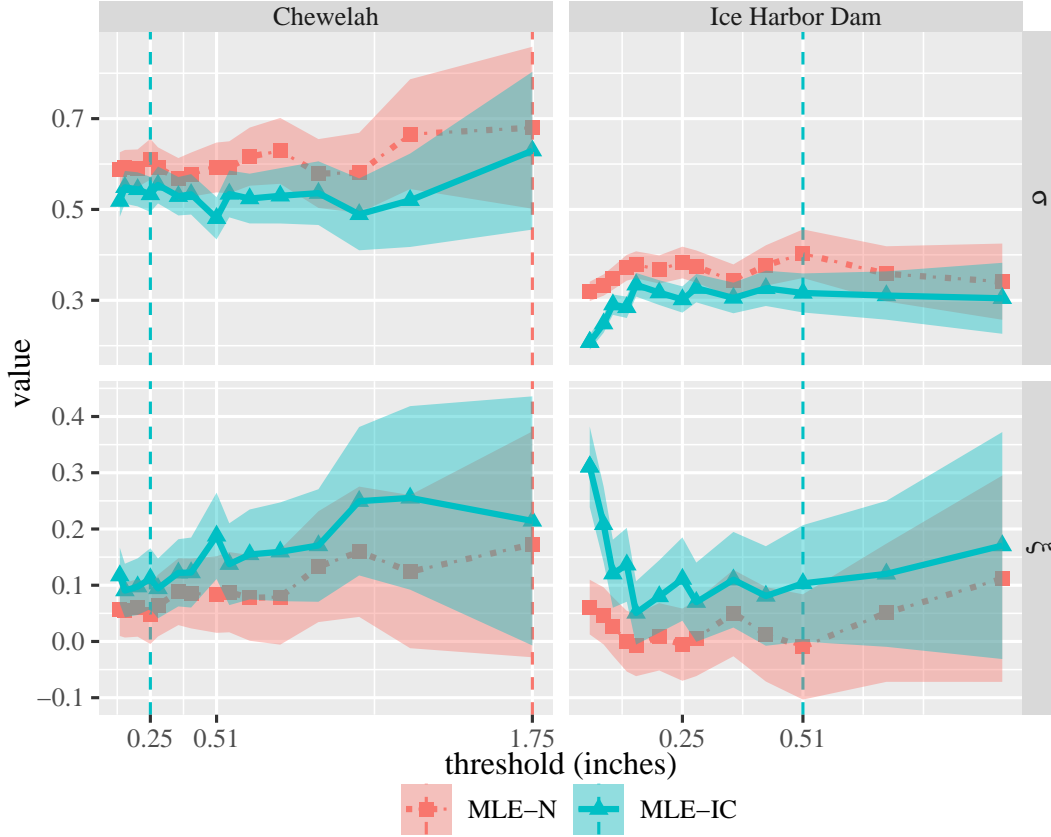 Chewelah
Ice Harbor Dam
0.7
0.5
0.3
σ
value
0.4
0.3
0.2
0.1
0.0
−0.1
ξ
0.25 0.51 1.75 0.25 0.51
threshold (inches)
MLE−N MLE−IC